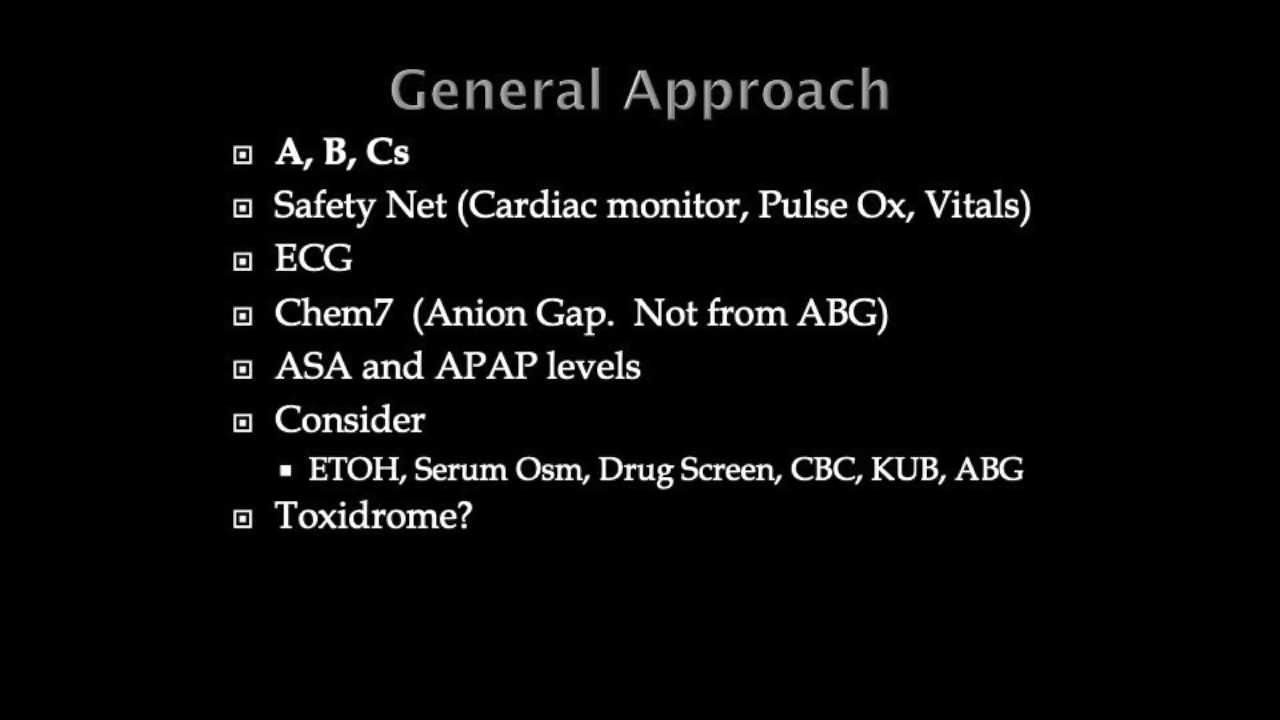 General Approach
A, B, Cs
Safety Net (Cardiac monitor, Pulse Ox, Vitals)
ECG
Chem7  (Anion Gap.  Not from ABG)
ASA and APAP levels
Consider
ETOH, Serum Osm, Drug Screen, CBC, KUB, ABG
Toxidrome?